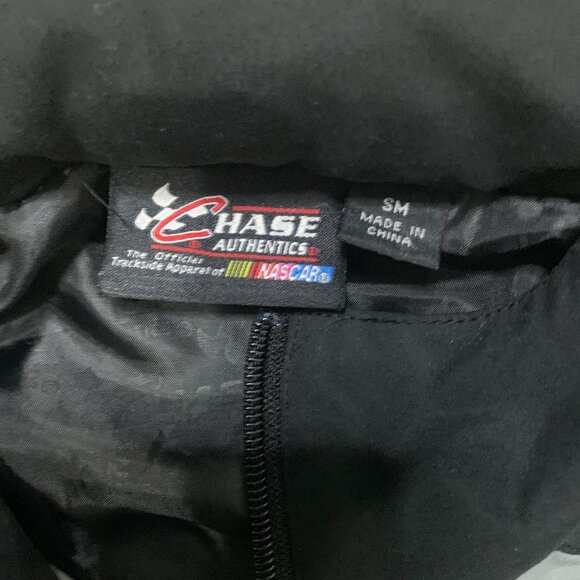 CHASE
AUTHENTICS®
The Official
Trackside Apparel of NASCAR®
SM
MADE IN
CHINA